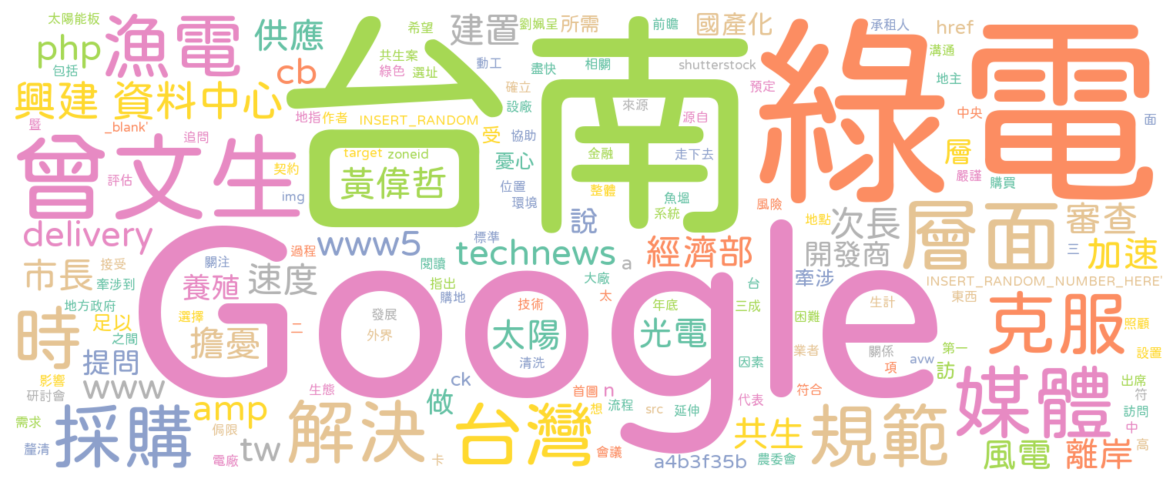 太陽能板
漁電
供應
希望
建置
劉姵呈
所需
國產化
前瞻
承租人
href
溝通
php
包括
cb
共生案
綠色
選址
動工
盡快
相關
shutterstock
地主
台南
綠電
興建
資料中心
確立
設廠
來源
源自
預定
中央
面
暨
_blank'
追問
地指
作者
INSERT_RANDOM
受
協助
層
嚴謹
購買
曾文生
評估
契約
target
zoneid
憂心
金融
走下去
img
黃偉哲
位置
環境
整體
魚塭
系統
風險
地點
次長
層面
審查
delivery
www5
說
標準
technews
a
經濟部
開發商
三
加速
市長
接受
關注
過程
閱讀
指出
大廠
牽涉
INSERT_RANDOM_NUMBER_HERE
牽涉到
養殖
速度
購地
太
台
東西
地方政府
Google
時
足以
之間
選擇
二
擔憂
發展
外界
技術
太陽
清洗
年底
光電
三成
困難
生計
克服
照顧
設置
提問
影響
研討會
www
ck
因素
業者
關係
項
avw
訪
第一
生態
首圖
n
代表
符合
出席
符
需求
採購
amp
做
想
流程
src
延伸
媒體
訪問
中
釐清
侷限
解決
台灣
共生
規範
高
電廠
tw
卡
會議
a4b3f35b
農委會
風電
離岸